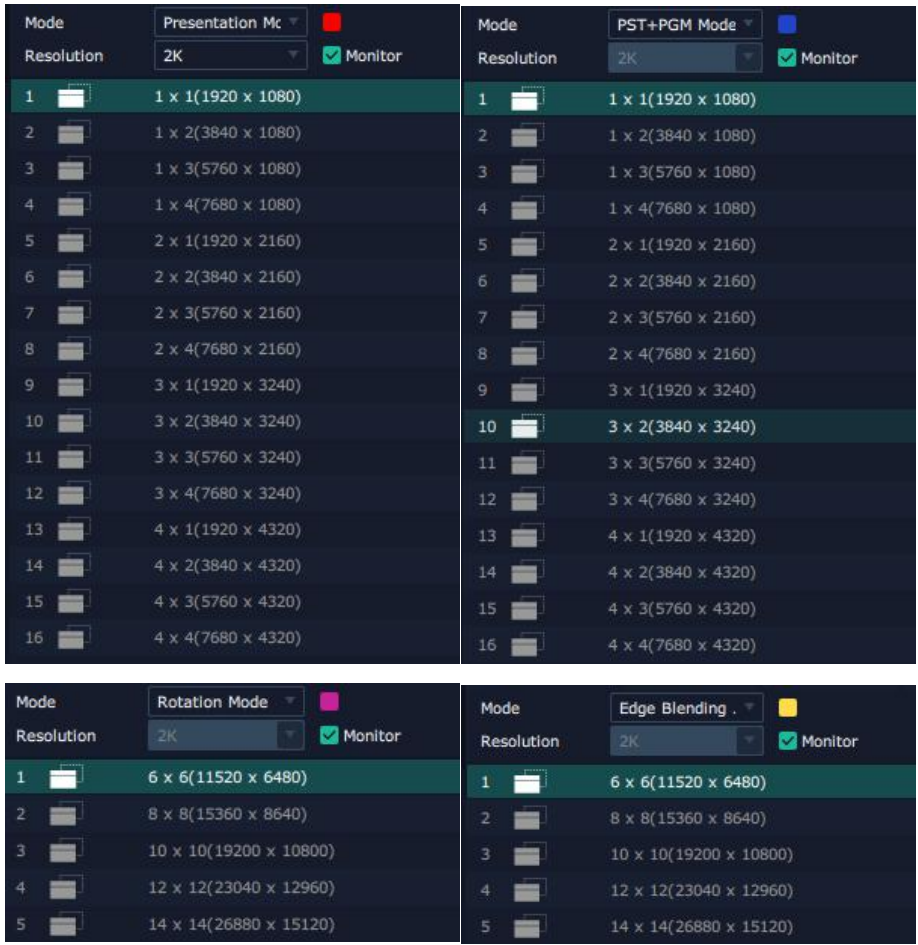 Mode Presentation Mc
Resolution 2K Monitor
1 1 x 1(1920 x 1080)
2 1 x 2(3840 x 1080)
3 1 x 3(5760 x 1080)
4 1 x 4(7680 x 1080)
5 2 x 1(1920 x 2160)
6 2 x 2(3840 x 2160)
7 2 x 3(5760 x 2160)
8 2 x 4(7680 x 2160)
9 3 x 1(1920 x 3240)
10 3 x 2(3840 x 3240)
11 3 x 3(5760 x 3240)
12 3 x 4(7680 x 3240)
13 4 x 1(1920 x 4320)
14 4 x 2(3840 x 4320)
15 4 x 3(5760 x 4320)
16 4 x 4(7680 x 4320)
Mode PST+PGM Mode
Resolution 2K Monitor
1 1 x 1(1920 x 1080)
2 1 x 2(3840 x 1080)
3 1 x 3(5760 x 1080)
4 1 x 4(7680 x 1080)
5 2 x 1(1920 x 2160)
6 2 x 2(3840 x 2160)
7 2 x 3(5760 x 2160)
8 2 x 4(7680 x 2160)
9 3 x 1(1920 x 3240)
10 3 x 2(3840 x 3240)
11 3 x 3(5760 x 3240)
12 3 x 4(7680 x 3240)
13 4 x 1(1920 x 4320)
14 4 x 2(3840 x 4320)
15 4 x 3(5760 x 4320)
16 4 x 4(7680 x 4320)
Mode Rotation Mode
Resolution 2K Monitor
1 6 x 6(11520 x 6480)
2 8 x 8(15360 x 8640)
3 10 x 10(19200 x 10800)
4 12 x 12(23040 x 12960)
5 14 x 14(26880 x 15120)
Mode Edge Blending .
Resolution 2K Monitor
1 6 x 6(11520 x 6480)
2 8 x 8(15360 x 8640)
3 10 x 10(19200 x 10800)
4 12 x 12(23040 x 12960)
5 14 x 14(26880 x 15120)